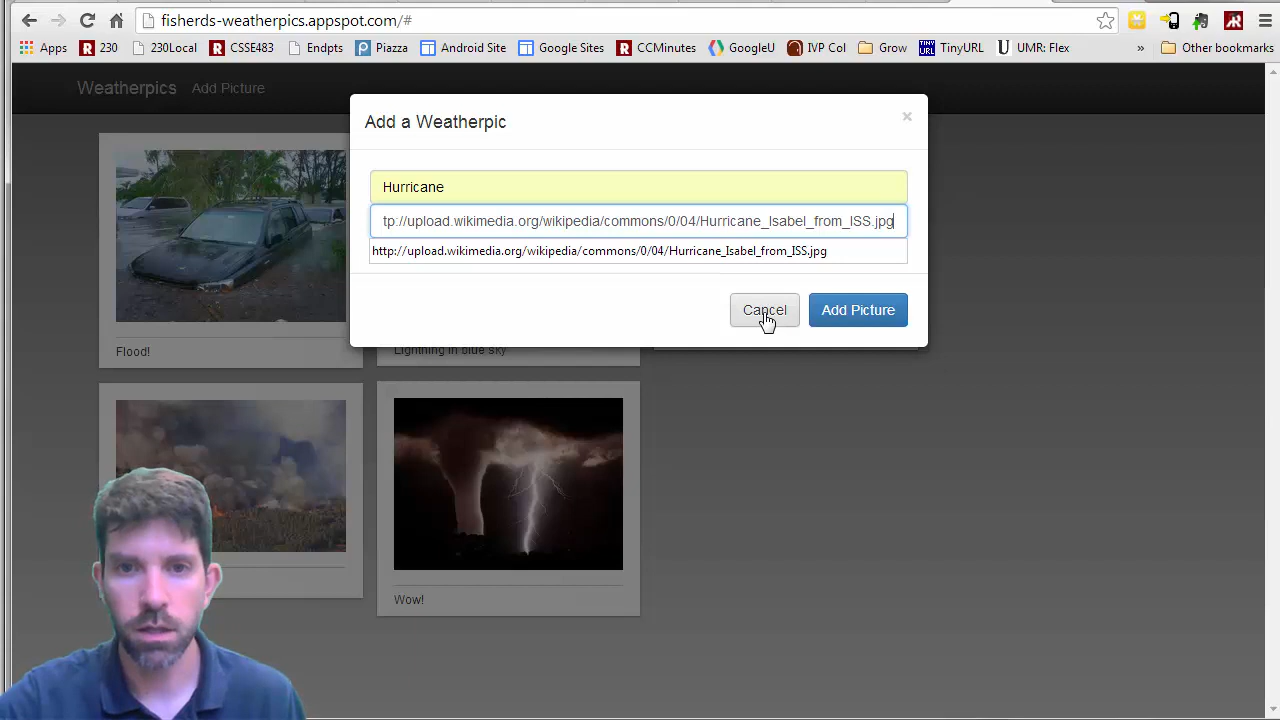 fisherds-weatherpics.appspot.com/#
Apps R 230 230Local R CSSE483 Endpts P Piazza Android Site Google Sites R CCMinutes GoogleU IVP Col Grow TINY URL TinyURL U UMR: Flex » Other bookmarks
Weatherpics Add Picture
Add a Weatherpic ×
Hurricane
tp://upload.wikimedia.org/wikipedia/commons/0/04/Hurricane_Isabel_from_ISS.jpg
http://upload.wikimedia.org/wikipedia/commons/0/04/Hurricane_Isabel_from_ISS.jpg
Cancel Add Picture
Flood! Lightning in blue sky
Wow!